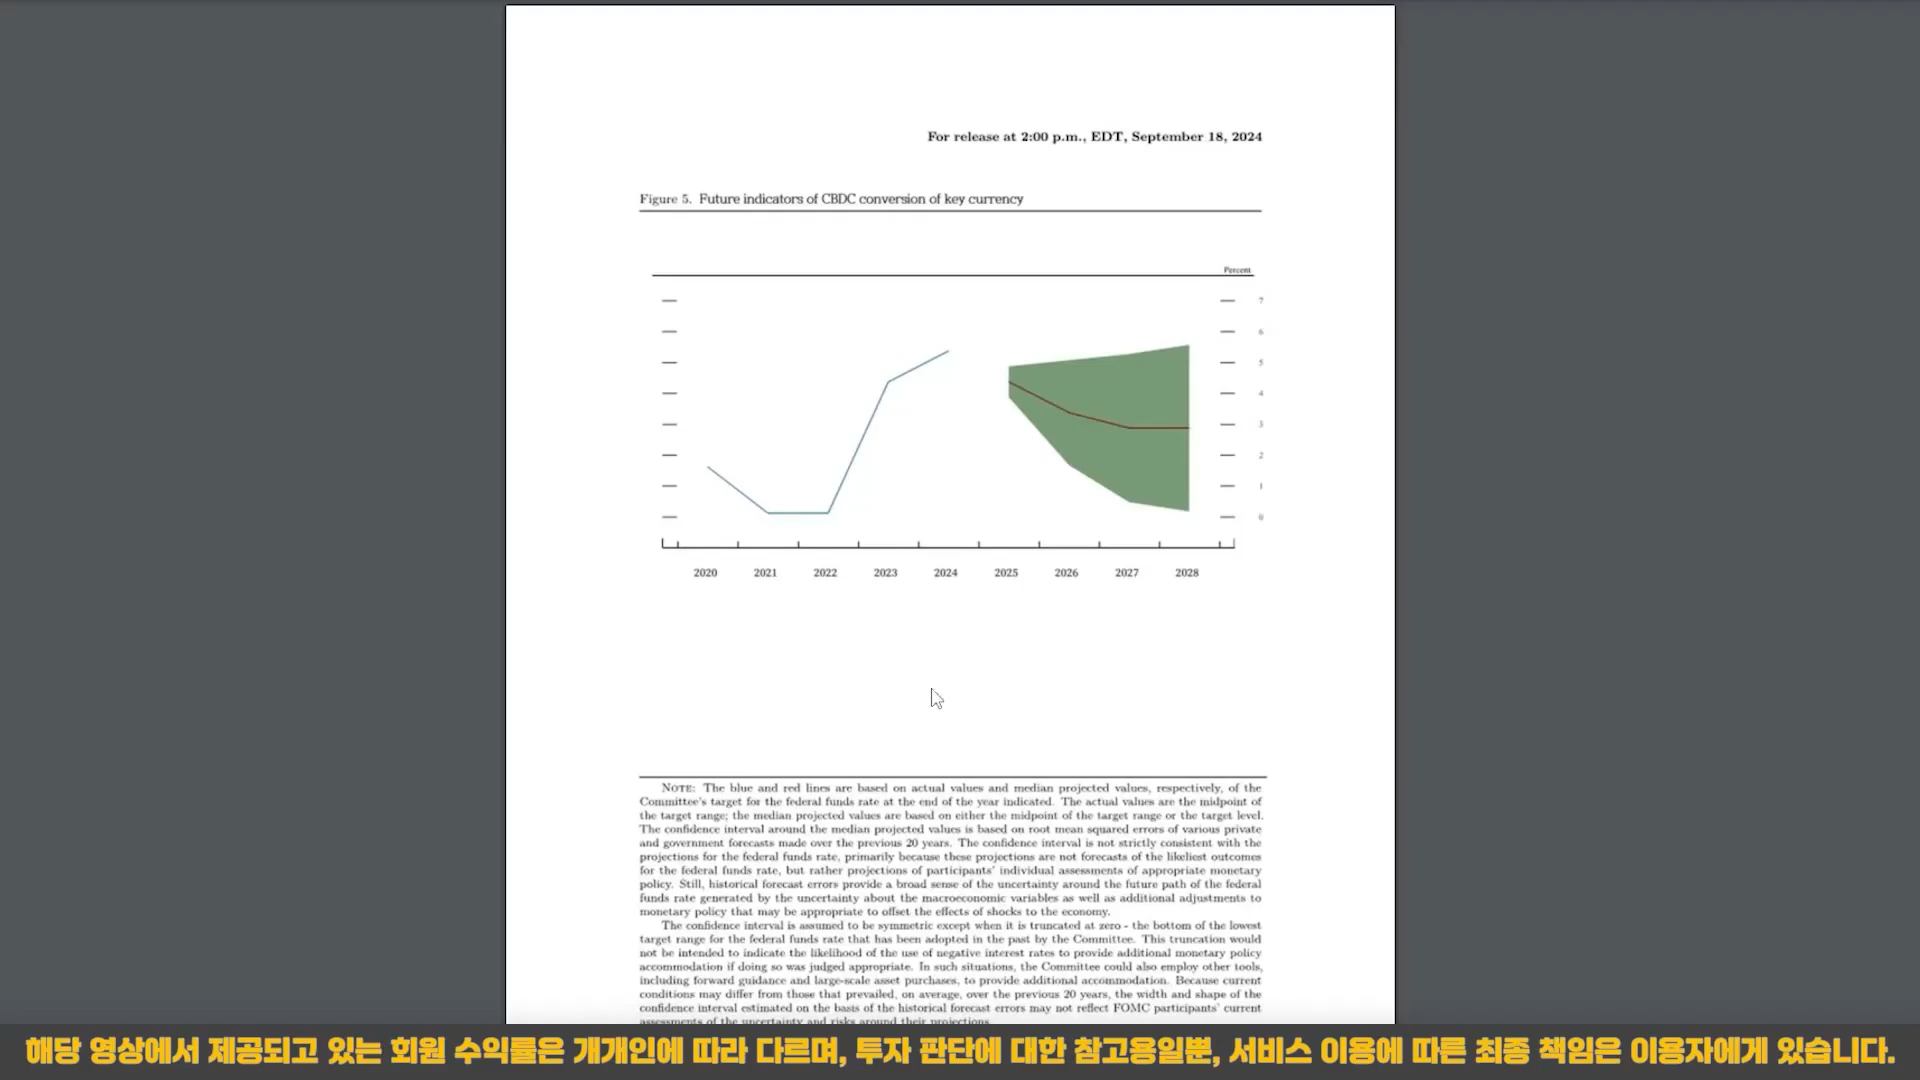 For release at 2:00 p.m., EDT, September 18, 2024
Figure 5. Future indicators of CBDC conversion of key currency
Percent
7
6
5
4
3
2
1
0
2020 2021 2022 2023 2024 2025 2026 2027 2028
NOTE: The blue and red lines are based on actual values and median projected values, respectively, of the
Committee's target for the federal funds rate at the end of the year indicated. The actual values are the midpoint of
the target range; the median projected values are based on either the midpoint of the target range or the target level.
The confidence interval around the median projected values is based on root mean squared errors of various private
and government forecasts made over the previous 20 years. The confidence interval is not strictly consistent with the
projections for the federal funds rate, primarily because these projections are not forecasts of the likeliest outcomes
for the federal funds rate, but rather projections of participants' individual assessments of appropriate monetary
policy. Still, historical forecast errors provide a broad sense of the uncertainty around the future path of the federal
funds rate generated by the uncertainty about the macroeconomic variables as well as additional adjustments to
monetary policy that may be appropriate to offset the effects of shocks to the economy.
The confidence interval is assumed to be symmetric except when it is truncated at zero - the bottom of the lowest
target range for the federal funds rate that has been adopted in the past by the Committee. This truncation would
not be intended to indicate the likelihood of the use of negative interest rates to provide additional monetary policy
accommodation if doing so was judged appropriate. In such situations, the Committee could also employ other tools,
including forward guidance and large-scale asset purchases, to provide additional accommodation. Because current
conditions may differ from those that prevailed, on average, over the previous 20 years, the width and shape of the
confidence interval estimated on the basis of the historical forecast errors may not reflect FOMC participants' current
assessments of the uncertainty and risks around their projections.
해당 영상에서 제공되고 있는 회원 수익률은 개개인에 따라 다르며, 투자 판단에 대한 참고용일뿐, 서비스 이용에 따른 최종 책임은 이용자에게 있습니다.